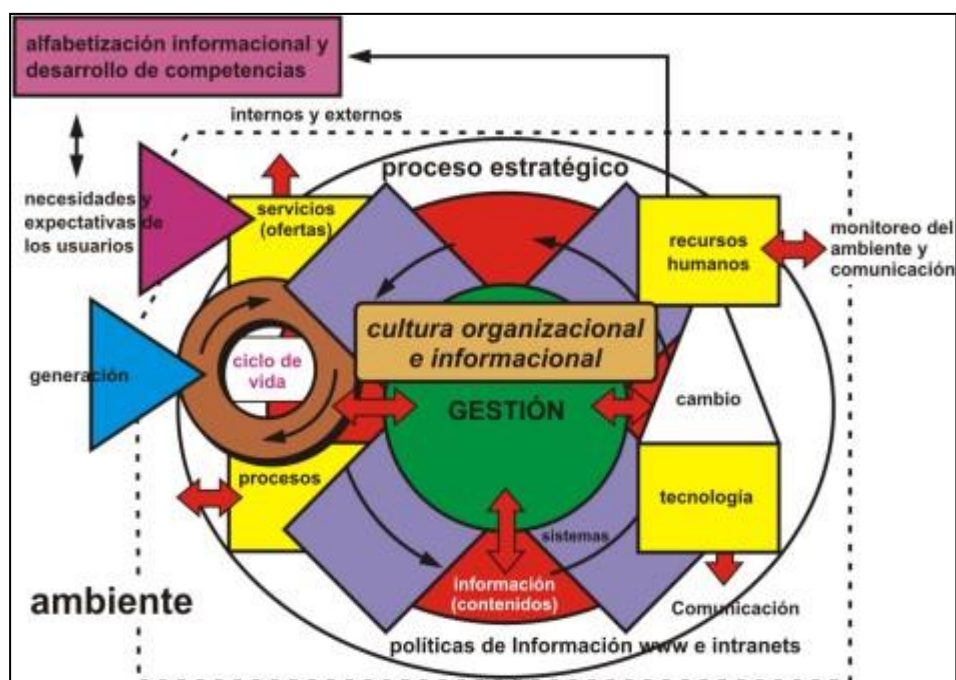 alfabetización informacional y
desarrollo de competencias
internos y externos
proceso estratégico
necesidades y
expectativas de
los usuarios
servicios
(ofertas)
recursos
humanos
monitoreo del
ambiente y
comunicación
cultura organizacional
e informacional
generación
ciclo de
vida
GESTIÓN
cambio
procesos
tecnología
sistemas
Información
(contenidos)
ambiente
Comunicación
políticas de Información www e intranets